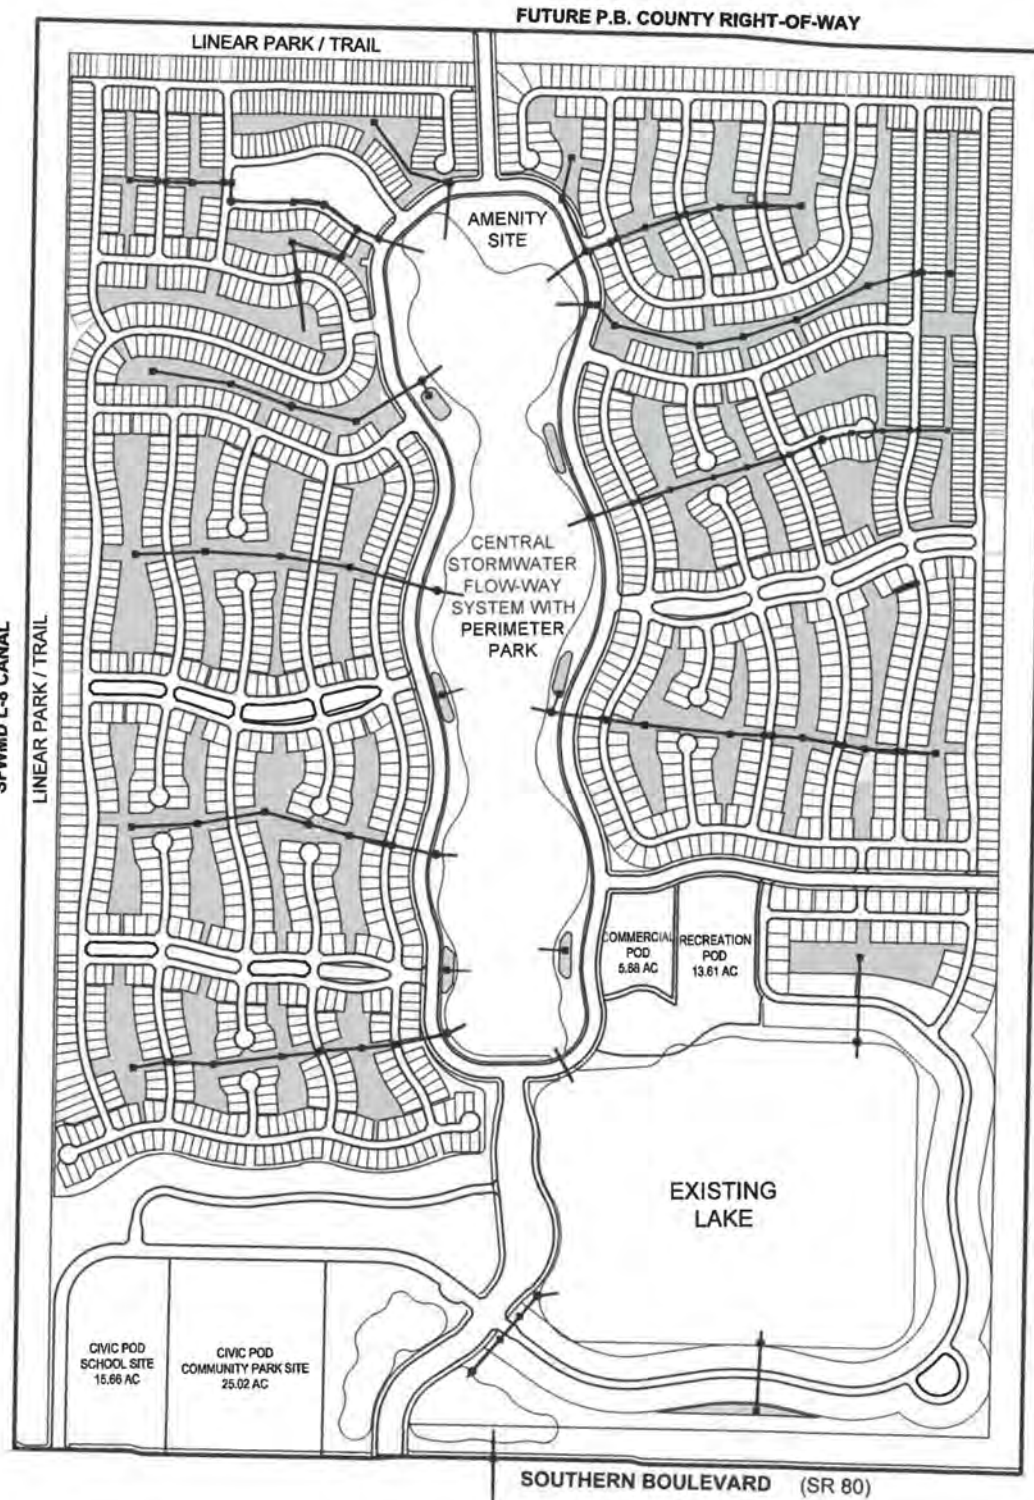 FUTURE P.B. COUNTY RIGHT-OF-WAY
LINEAR PARK / TRAIL
AMENITY
SITE
CENTRAL
STORMWATER
FLOW-WAY
SYSTEM WITH
PERIMETER
PARK
L-8 CANAL
LINEAR PARK / TRAIL
COMMERCIAL
POD
5.88 AC
RECREATION
POD
13.61 AC
EXISTING
LAKE
CIVIC POD
SCHOOL SITE
15.66 AC
CIVIC POD
COMMUNITY PARK SITE
25.02 AC
SOUTHERN BOULEVARD (SR 80)